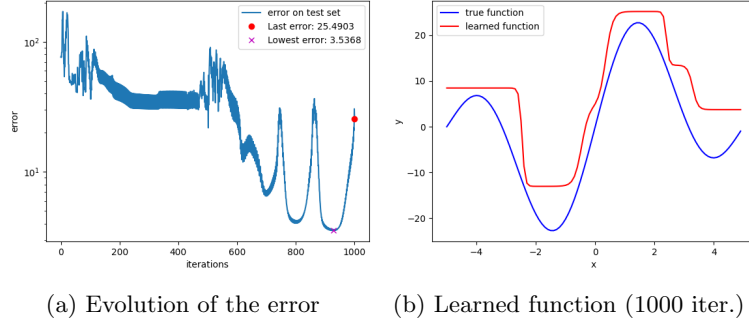 error on test set
Last error: 25.4903
Lowest error: 3.5368
10²
10¹
error
0 200 400 600 800 1000
iterations
true function
learned function
20
10
0
−10
−20
y
−4 −2 0 2 4
x
(a) Evolution of the error
(b) Learned function (1000 iter.)